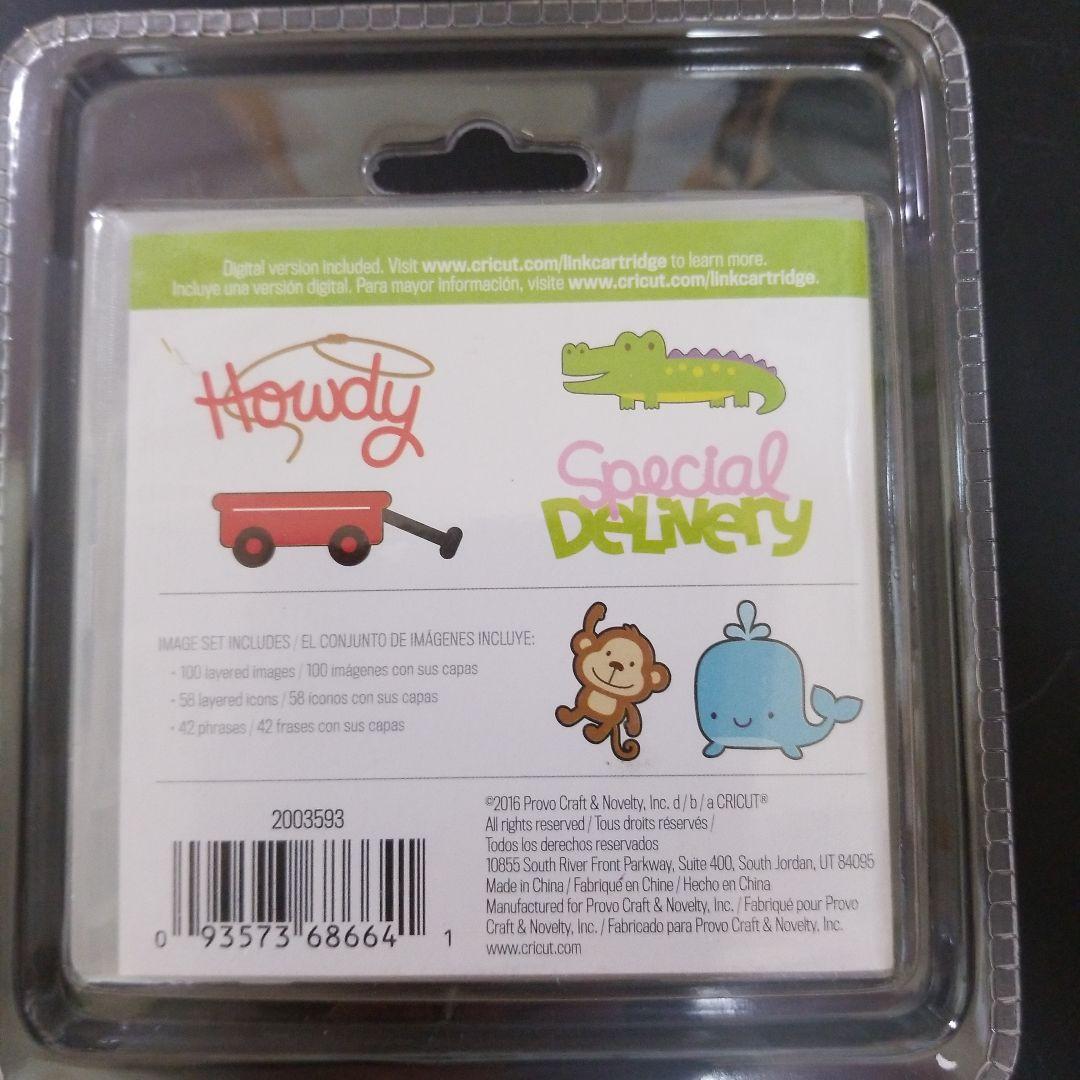 Digital version included. Visit www.cricut.com/linkcartridge to learn more.
Incluye una versión digital. Para mayor información, visite www.cricut.com/linkcartridge.
Howdy
Special
Delivery
IMAGE SET INCLUDES / EL CONJUNTO DE IMÁGENES INCLUYE:
• 100 layered images / 100 imágenes con sus capas
• 58 layered icons / 58 íconos con sus capas
• 42 phrases / 42 frases con sus capas
2003593
0 93573 68664 1
©2016 Provo Craft & Novelty, Inc. d / b / a CRICUT®
All rights reserved / Tous droits réservés /
Todos los derechos reservados
10855 South River Front Parkway, Suite 400, South Jordan, UT 84095
Made in China / Fabriqué en Chine / Hecho en China
Manufactured for Provo Craft & Novelty, Inc. / Fabriqué pour Provo
Craft & Novelty, Inc. / Fabricado para Provo Craft & Novelty, Inc.
www.cricut.com